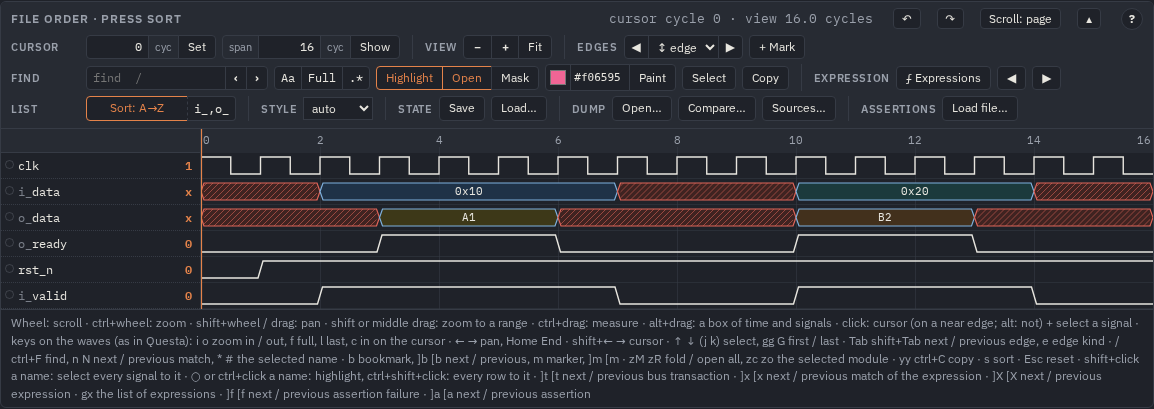 FILE ORDER · PRESS SORT cursor cycle 0 · view 16.0 cycles ↶ ↷ Scroll: page ▲ ?
CURSOR 0 cyc Set span 16 cyc Show VIEW − + Fit EDGES ◀ ↕ edge ▶ + Mark
FIND find / ‹ › Aa Full .* Highlight Open Mask #f06595 Paint Select Copy EXPRESSION ⨍ Expressions ◀ ▶
LIST Sort: A→Z i_,o_ STYLE auto STATE Save Load… DUMP Open… Compare… Sources… ASSERTIONS Load file…
0 2 4 6 8 10 12 14 16
clk 1
i_data x 0x10 0x20
o_data x A1 B2
o_ready 0
rst_n 0
i_valid 0
Wheel: scroll · ctrl+wheel: zoom · shift+wheel / drag: pan · shift or middle drag: zoom to a range · ctrl+drag: measure · alt+drag: a box of time and signals · click: cursor (on a near edge; alt: not) + select a signal ·
keys on the waves (as in Questa): i o zoom in / out, f full, l last, c in on the cursor · ← → pan, Home End · shift+← → cursor · ↑ ↓ (j k) select, gg G first / last · Tab shift+Tab next / previous edge, e edge kind · /
ctrl+F find, n N next / previous match, * # the selected name · b bookmark, ]b [b next / previous, m marker, ]m [m · zM zR fold / open all, zc zo the selected module · yy ctrl+C copy · s sort · Esc reset · shift+click
a name: select every signal to it · ○ or ctrl+click a name: highlight, ctrl+shift+click: every row to it · ]t [t next / previous bus transaction · ]x [x next / previous match of the expression · ]X [X next / previous
expression · gx the list of expressions · ]f [f next / previous assertion failure · ]a [a next / previous assertion